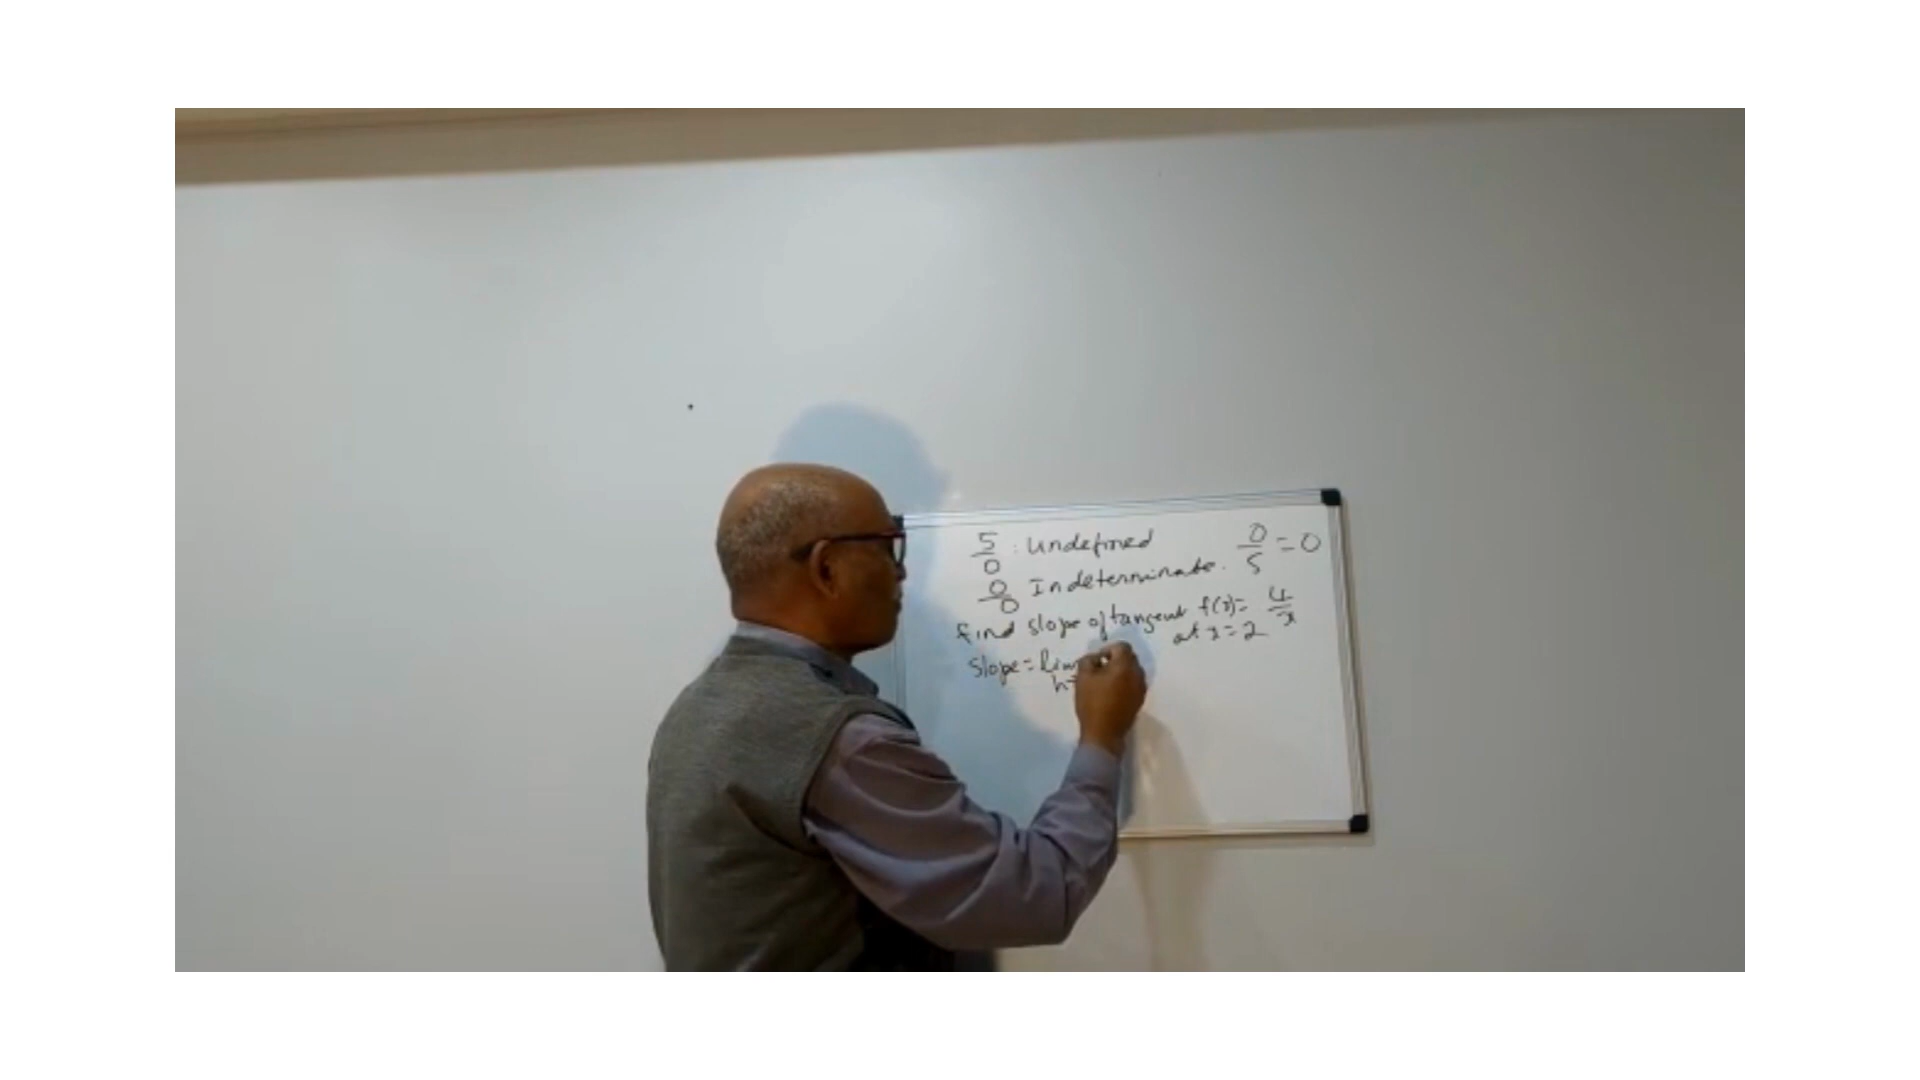 5/0 : undefined 0/5 = 0
0/0 Indeterminate.
find slope of tangent f(x)= 4/x
at x=2
Slope = lim
h